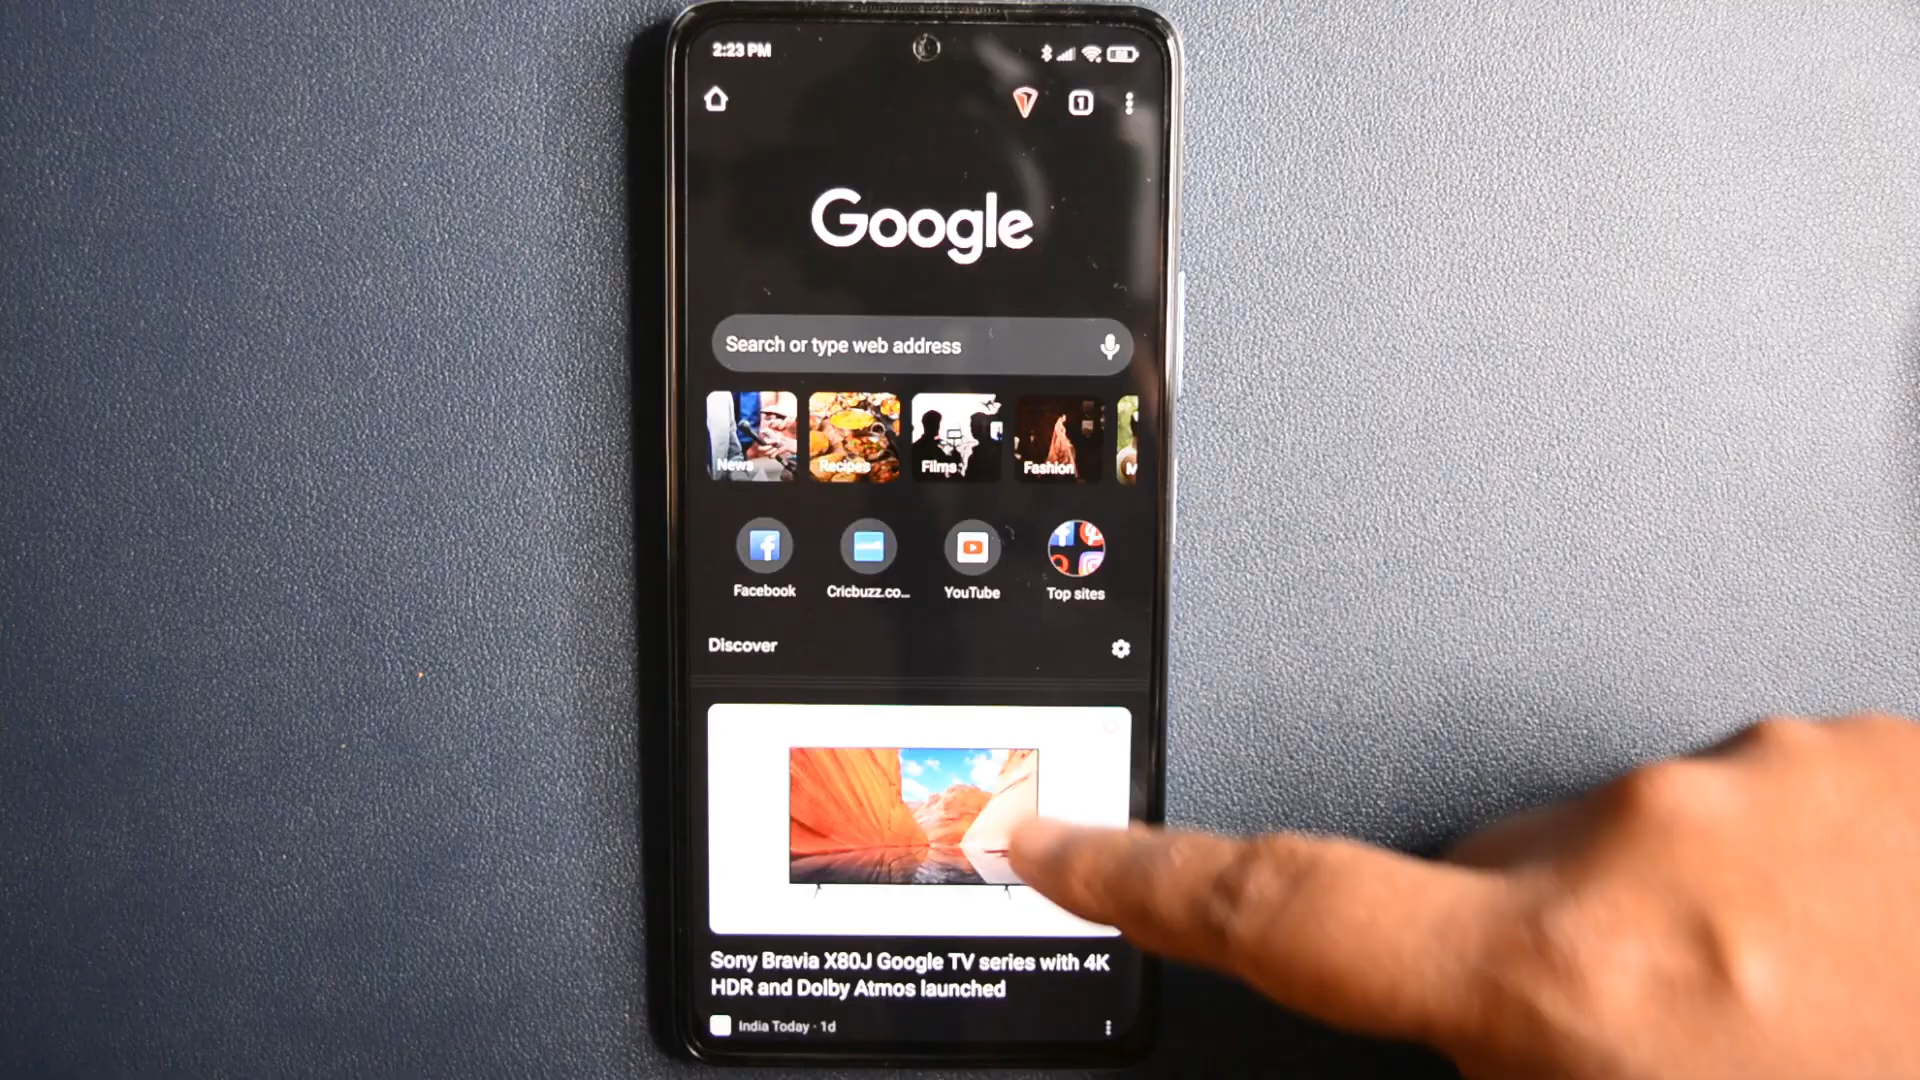 2:23 PM
1
Google
Search or type web address
News
Recipes
Films
Fashion
M
Facebook
Cricbuzz.co...
YouTube
Top sites
Discover
Sony Bravia X80J Google TV series with 4K
HDR and Dolby Atmos launched
India Today · 1d